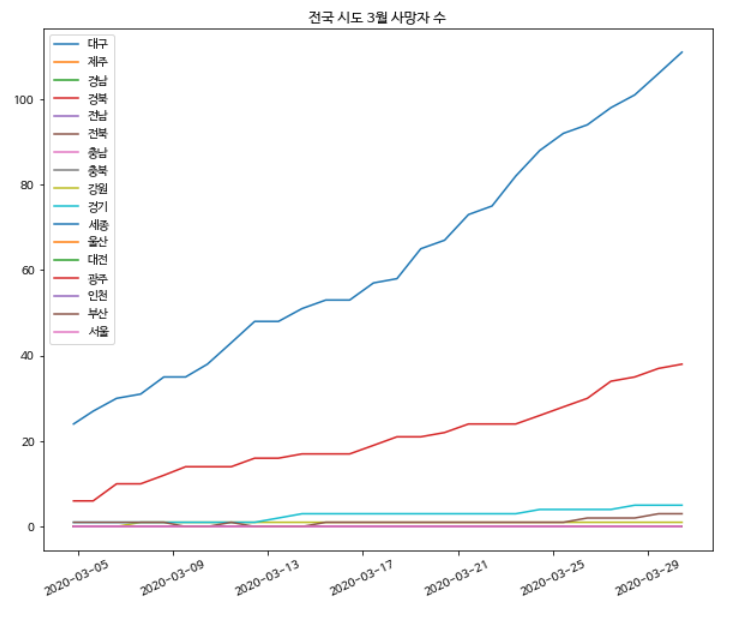 전국 시도 3월 사망자 수
대구
제주
경남
경북
전남
전북
충남
충북
강원
경기
세종
울산
대전
광주
인천
부산
서울
100
80
60
40
20
0
2020-03-05
2020-03-09
2020-03-13
2020-03-17
2020-03-21
2020-03-25
2020-03-29